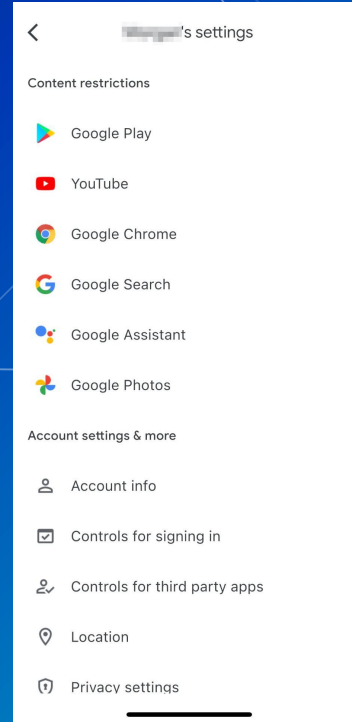 's settings
Content restrictions
Google Play
YouTube
Google Chrome
Google Search
Google Assistant
Google Photos
Account settings & more
Account info
Controls for signing in
Controls for third party apps
Location
Privacy settings